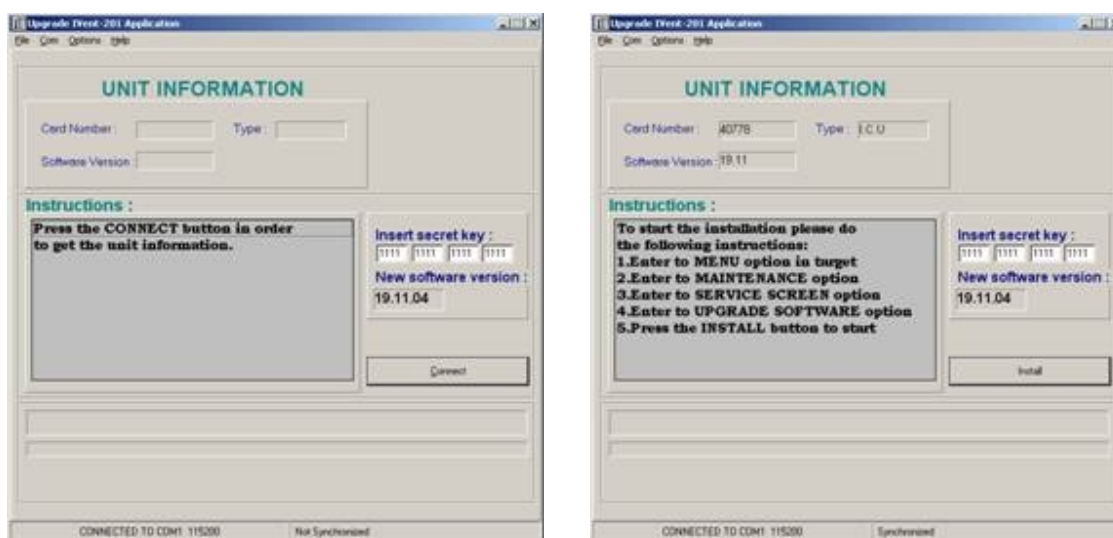 Upgrade IVent-201 Application
File Com Options Help
UNIT INFORMATION
Card Number :
Type :
Software Version :
Instructions :
Press the CONNECT button in order
to get the unit information.
Insert secret key :
1111 1111 1111 1111
New software version :
19.11.04
Connect
CONNECTED TO COM1 115200
Not Synchronized
Upgrade IVent-201 Application
File Com Options Help
UNIT INFORMATION
Card Number : 40778
Type : I.C.U
Software Version : 19.11
Instructions :
To start the installation please do
the following instructions:
1.Enter to MENU option in target
2.Enter to MAINTENANCE option
3.Enter to SERVICE SCREEN option
4.Enter to UPGRADE SOFTWARE option
5.Press the INSTALL button to start
Insert secret key :
1111 1111 1111 1111
New software version :
19.11.04
Install
CONNECTED TO COM1 115200
Synchronized